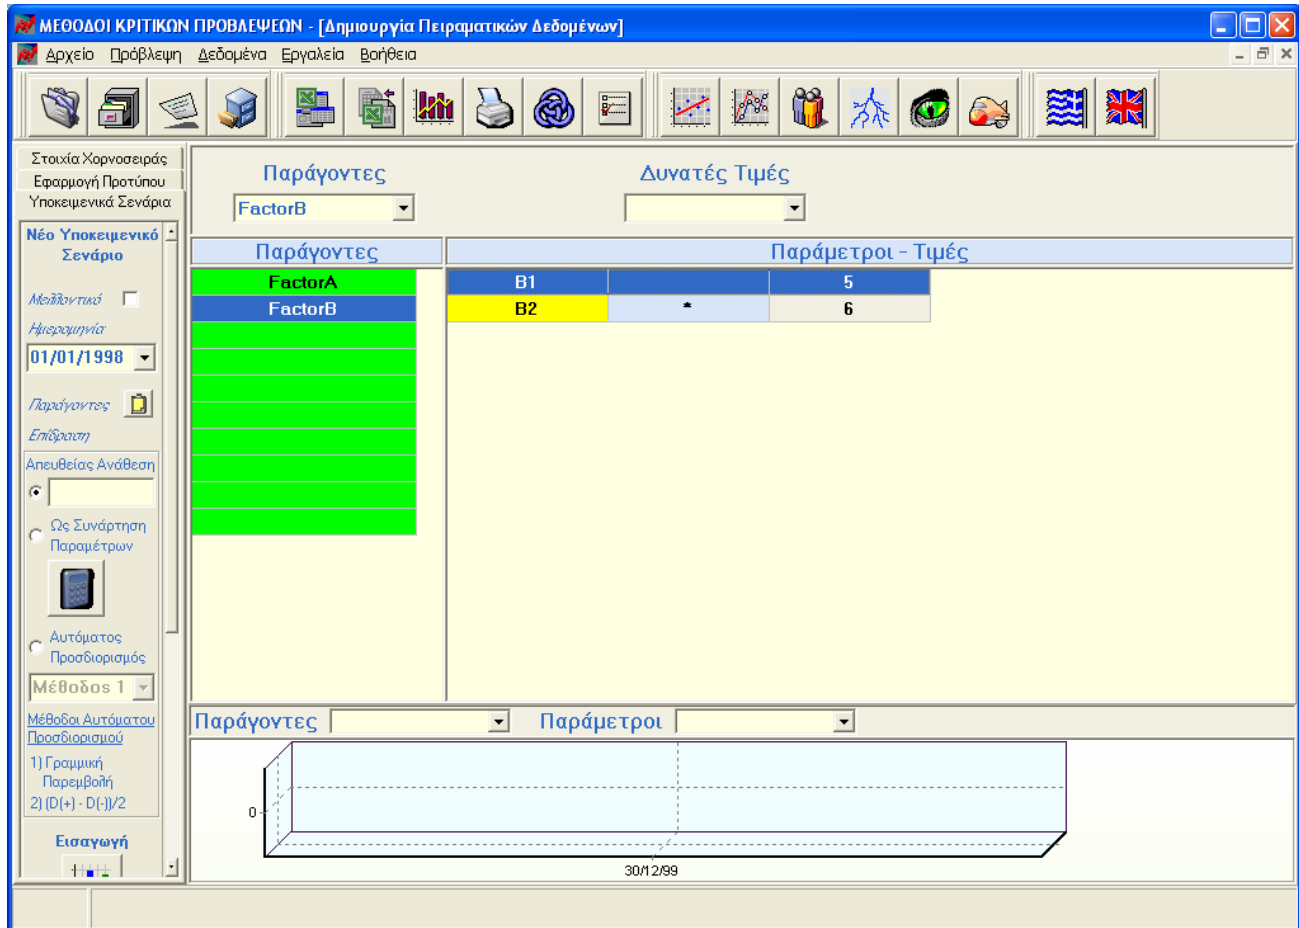 ΜΕΘΟΔΟΙ ΚΡΙΤΙΚΩΝ ΠΡΟΒΛΕΨΕΩΝ - [Δημιουργία Πειραματικών Δεδομένων]
Αρχείο Πρόβλεψη Δεδομένα Εργαλεία Βοήθεια
Στοιχία Χορνοσειράς
Εφαρμογή Προτύπου
Υποκειμενικά Σενάρια
Νέο Υποκειμενικό
Σενάριο
Μελλοντικό
Ημερομηνία
01/01/1998
Παράγοντες
Επίδραση
Απευθείας Ανάθεση
Ως Συνάρτηση
Παραμέτρων
Αυτόματος
Προσδιορισμός
Μέθοδος 1
Μέθοδοι Αυτόματου
Προσδιορισμού
1) Γραμμική
Παρεμβολή
2) (D(+) - D(-))/2
Εισαγωγή
Παράγοντες Δυνατές Τιμές
FactorB
Παράγοντες Παράμετροι - Τιμές
FactorA B1 5
FactorB B2 * 6
Παράγοντες Παράμετροι
0
30/12/99